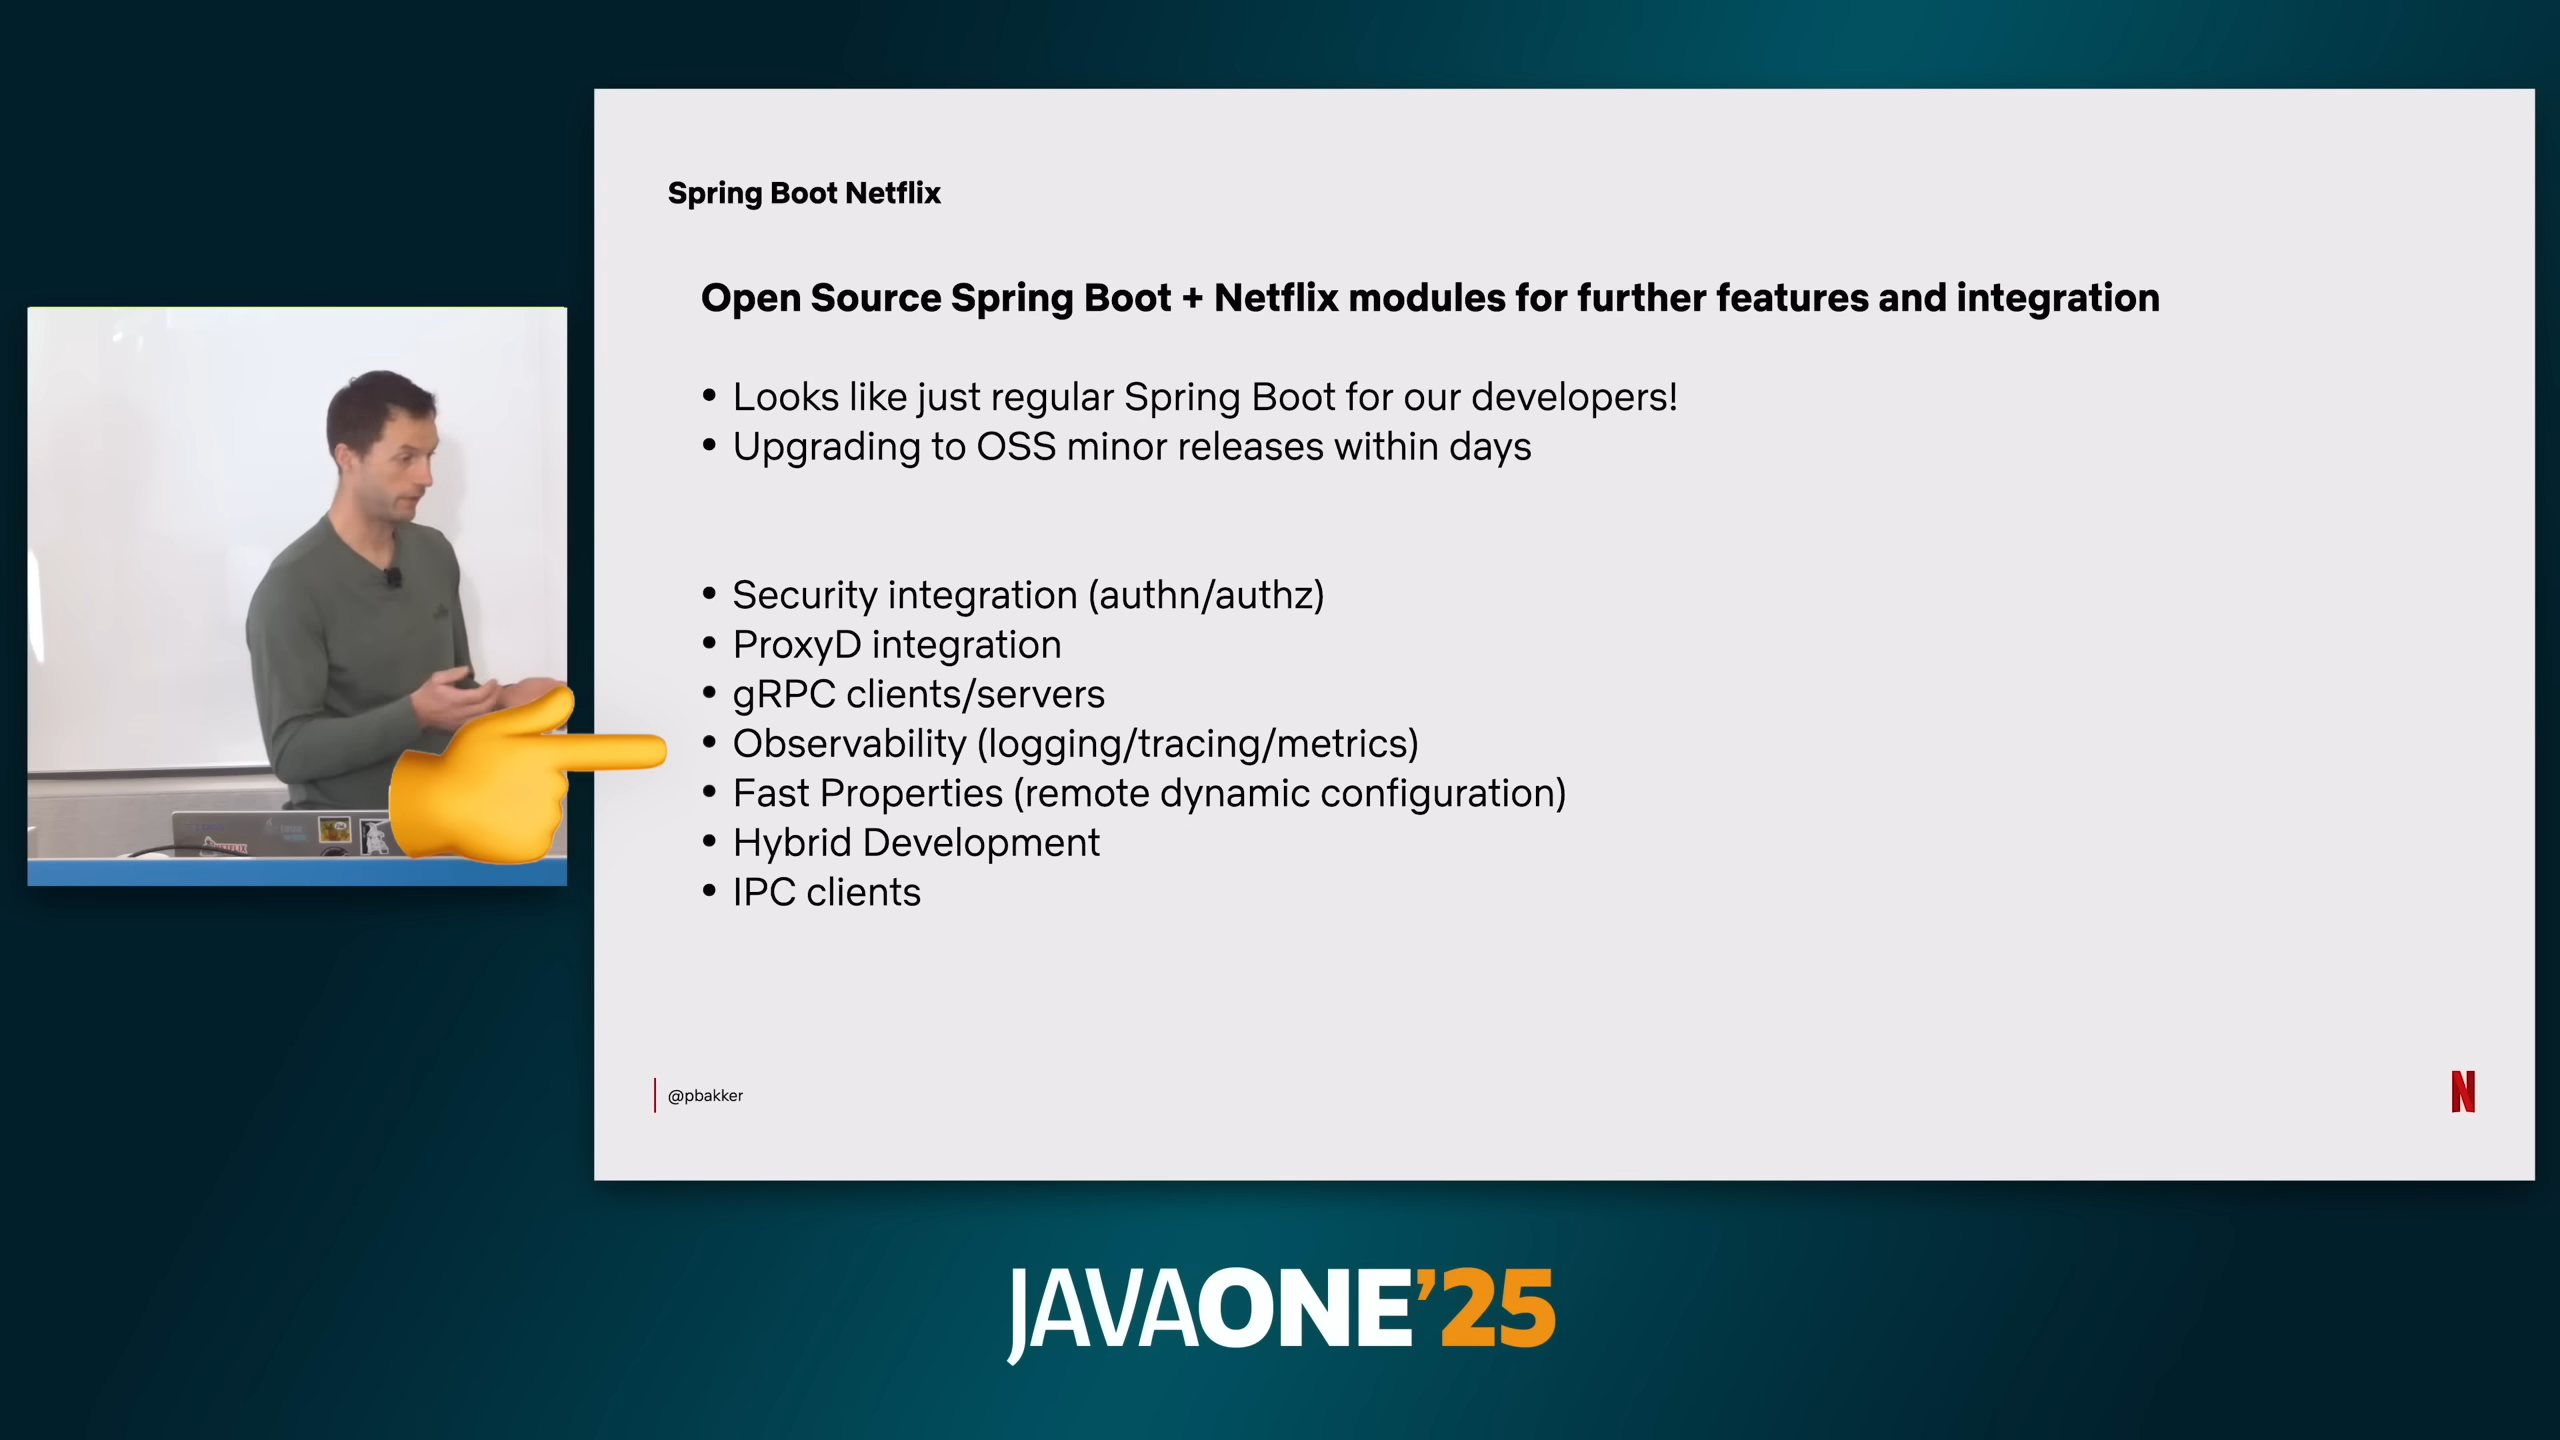 Spring Boot Netflix
Open Source Spring Boot + Netflix modules for further features and integration
• Looks like just regular Spring Boot for our developers!
• Upgrading to OSS minor releases within days
• Security integration (authn/authz)
• ProxyD integration
• gRPC clients/servers
• Observability (logging/tracing/metrics)
• Fast Properties (remote dynamic configuration)
• Hybrid Development
• IPC clients
NETFLIX
@pbakker
N
JAVAONE’25